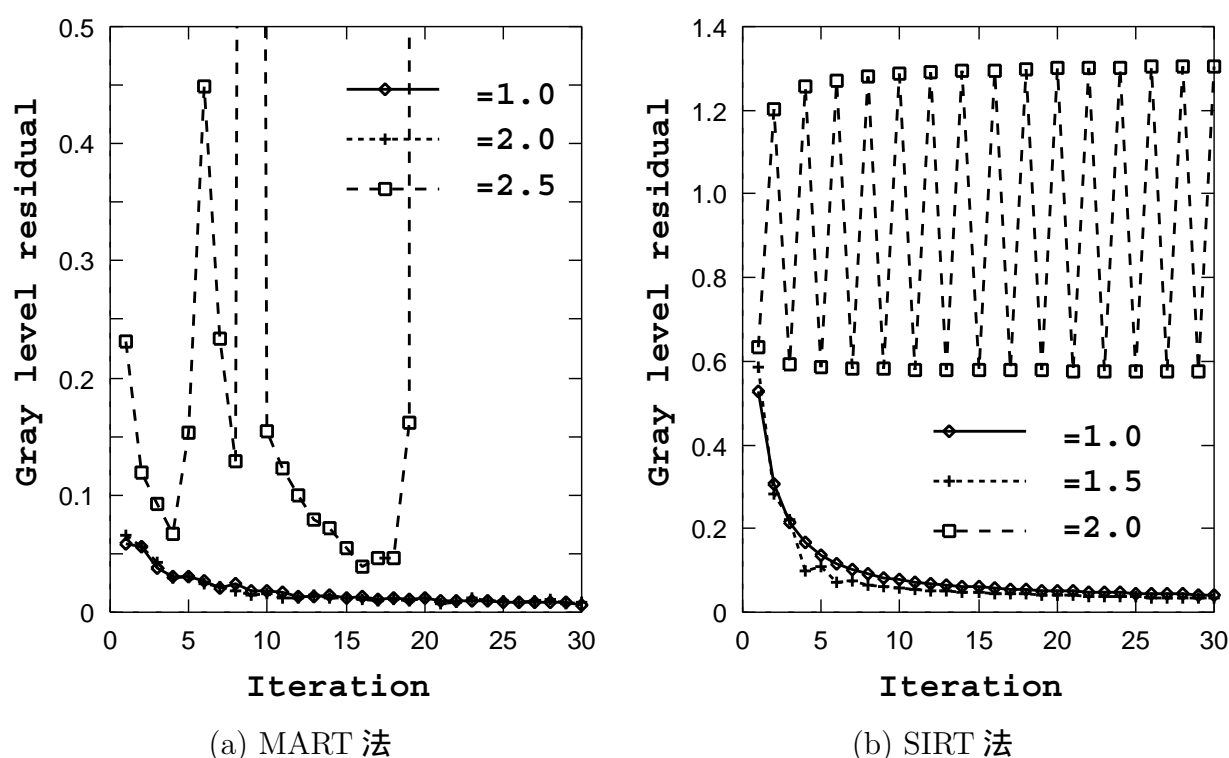 0.5
0.4
0.3
0.2
0.1
0
Gray level residual
=1.0
=2.0
=2.5
0 5 10 15 20 25 30
Iteration
(a) MART 法
1.4
1.2
1.0
0.8
0.6
0.4
0.2
0
Gray level residual
=1.0
=1.5
=2.0
0 5 10 15 20 25 30
Iteration
(b) SIRT 法